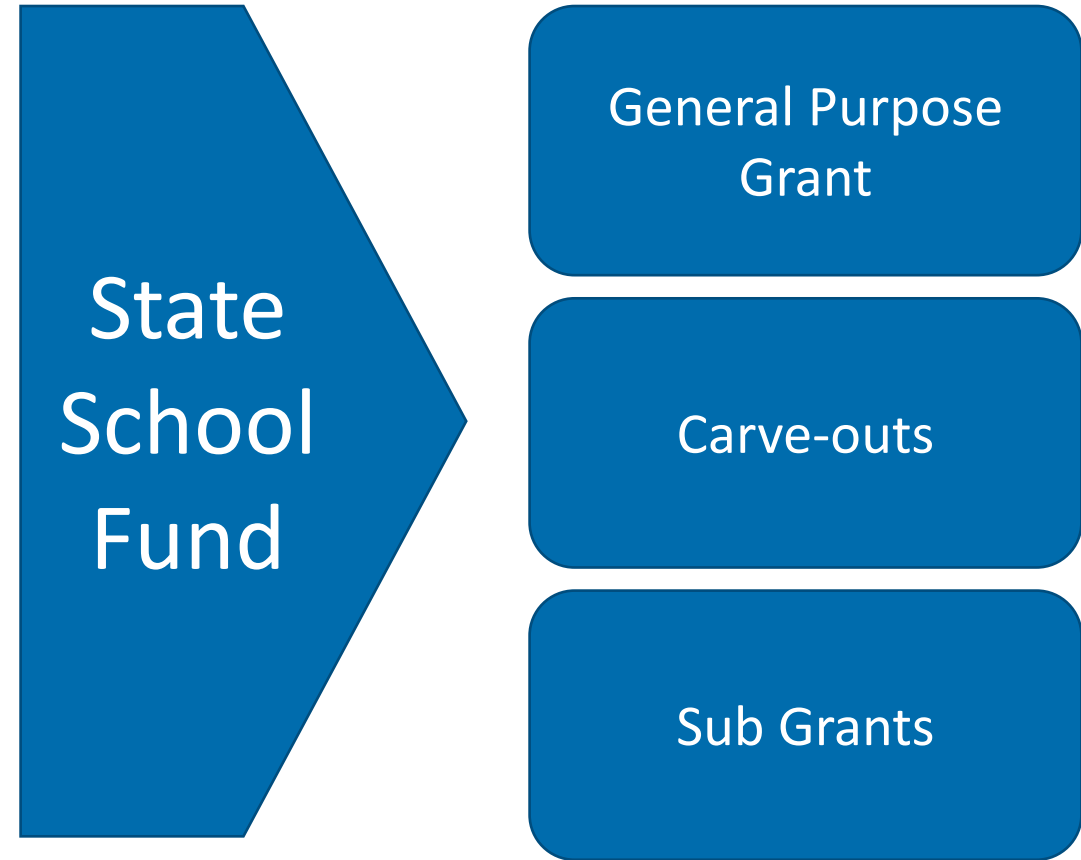 State
School
Fund
General Purpose
Grant
Carve-outs
Sub Grants